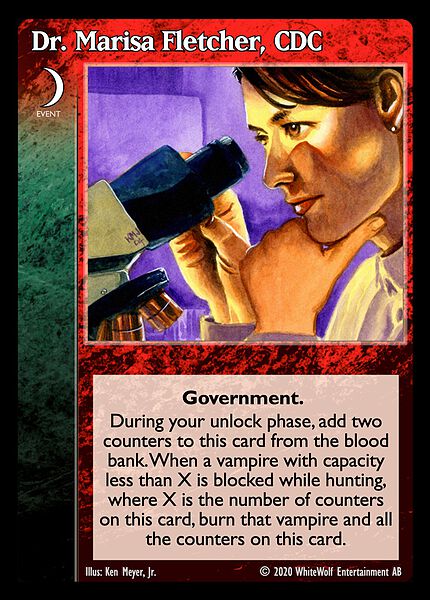 Dr. Marisa Fletcher, CDC
EVENT
Government.
During your unlock phase, add two
counters to this card from the blood
bank. When a vampire with capacity
less than X is blocked while hunting,
where X is the number of counters
on this card, burn that vampire and all
the counters on this card.
Illus: Ken Meyer, Jr.
© 2020 WhiteWolf Entertainment AB